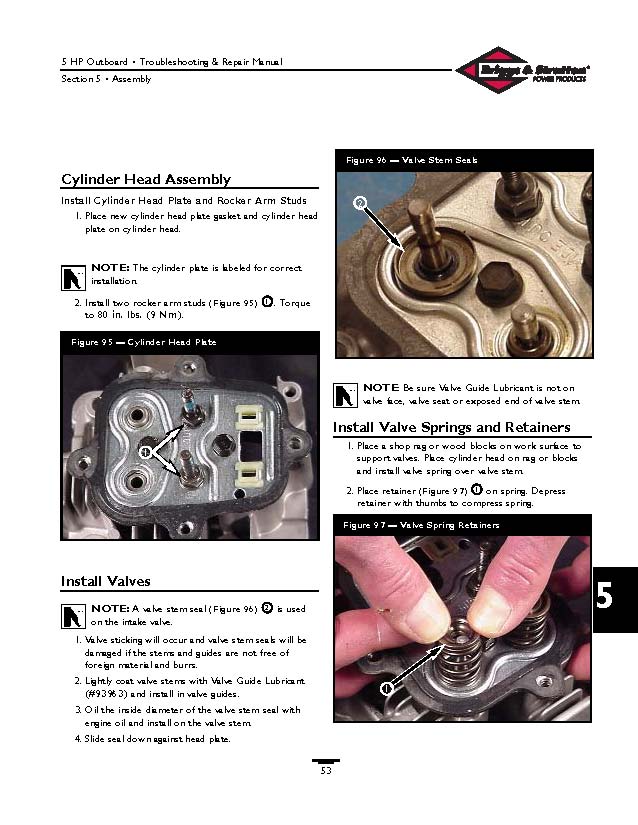 5 HP Outboard • Troubleshooting & Repair Manual
Section 5 • Assembly
Briggs & Stratton®
POWER PRODUCTS
Cylinder Head Assembly
Install Cylinder Head Plate and Rocker Arm Studs
1. Place new cylinder head plate gasket and cylinder head
plate on cylinder head.
NOTE: The cylinder plate is labeled for correct
installation.
2. Install two rocker arm studs (Figure 95) 1. Torque
to 80 in. lbs. (9 Nm).
Figure 95 — Cylinder Head Plate
1
Install Valves
NOTE: A valve stem seal (Figure 96) 2 is used
on the intake valve.
1. Valve sticking will occur and valve stem seals will be
damaged if the stems and guides are not free of
foreign material and burrs.
2. Lightly coat valve stems with Valve Guide Lubricant
(#93963) and install in valve guides.
3. Oil the inside diameter of the valve stem seal with
engine oil and install on the valve stem.
4. Slide seal down against head plate.
Figure 96 — Valve Stem Seals
2
NOTE: Be sure Valve Guide Lubricant is not on
valve face, valve seat or exposed end of valve stem.
Install Valve Springs and Retainers
1. Place a shop rag or wood blocks on work surface to
support valves. Place cylinder head on rag or blocks
and install valve spring over valve stem.
2. Place retainer (Figure 97) 1 on spring. Depress
retainer with thumbs to compress spring.
Figure 97 — Valve Spring Retainers
1
5
53